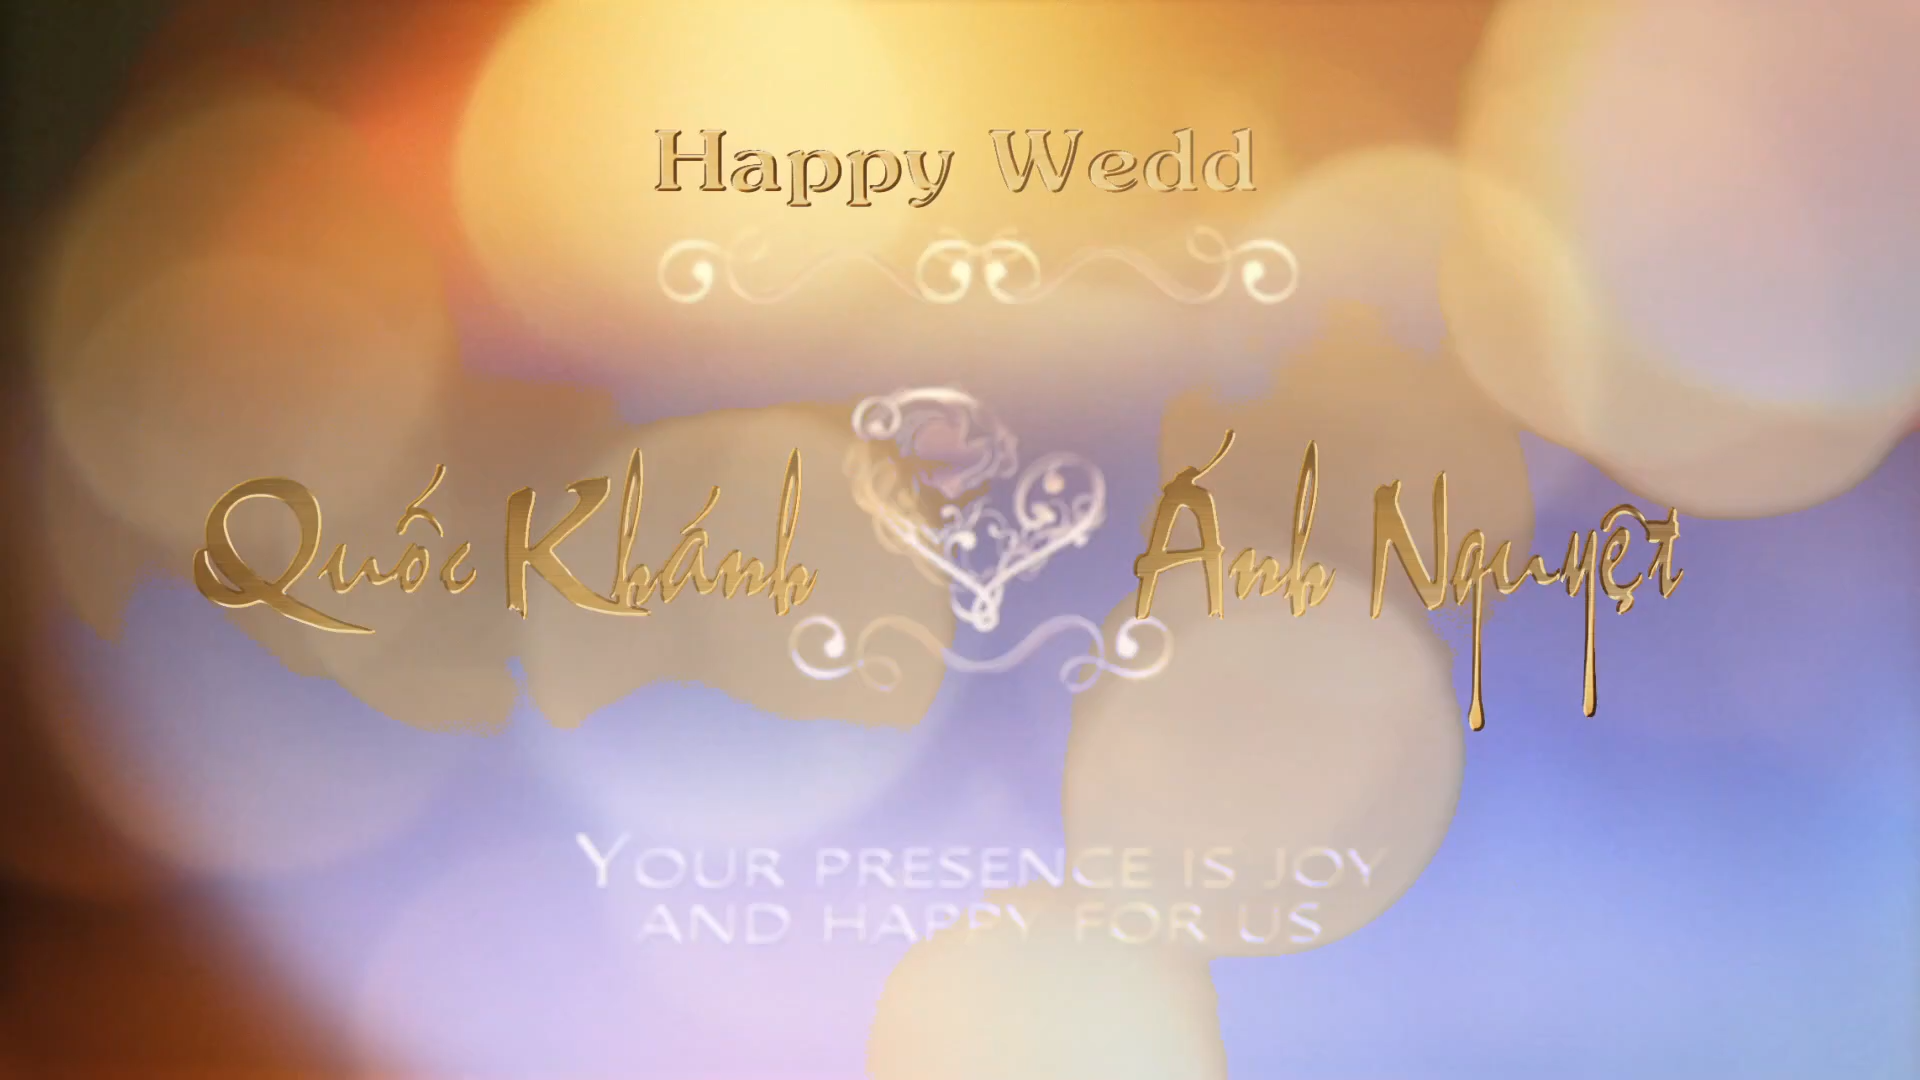 Happy Wedd
Quốc Khánh Ánh Nguyệt
YOUR PRESENCE IS JOY
AND HAPPY FOR US